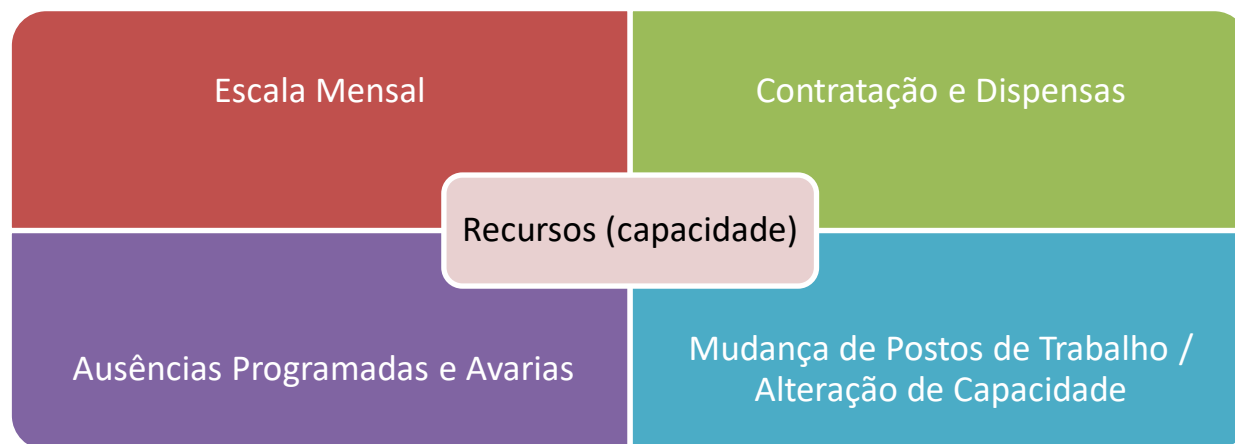 Escala Mensal
Contratação e Dispensas
Recursos (capacidade)
Ausências Programadas e Avarias
Mudança de Postos de Trabalho /
Alteração de Capacidade